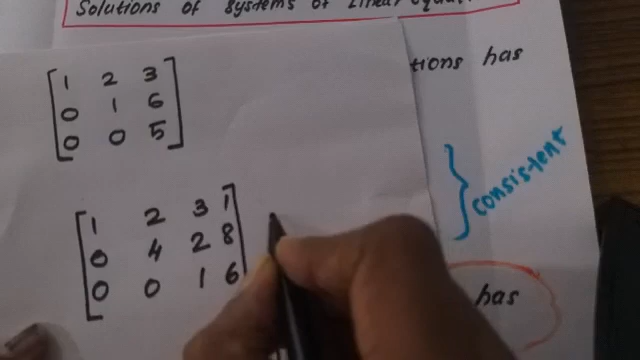 Solutions of Systems of Linear
tions has
1 2 3
0 1 6
0 0 5
consistent
1 2 3 1
0 4 2 8
0 0 1 6
has